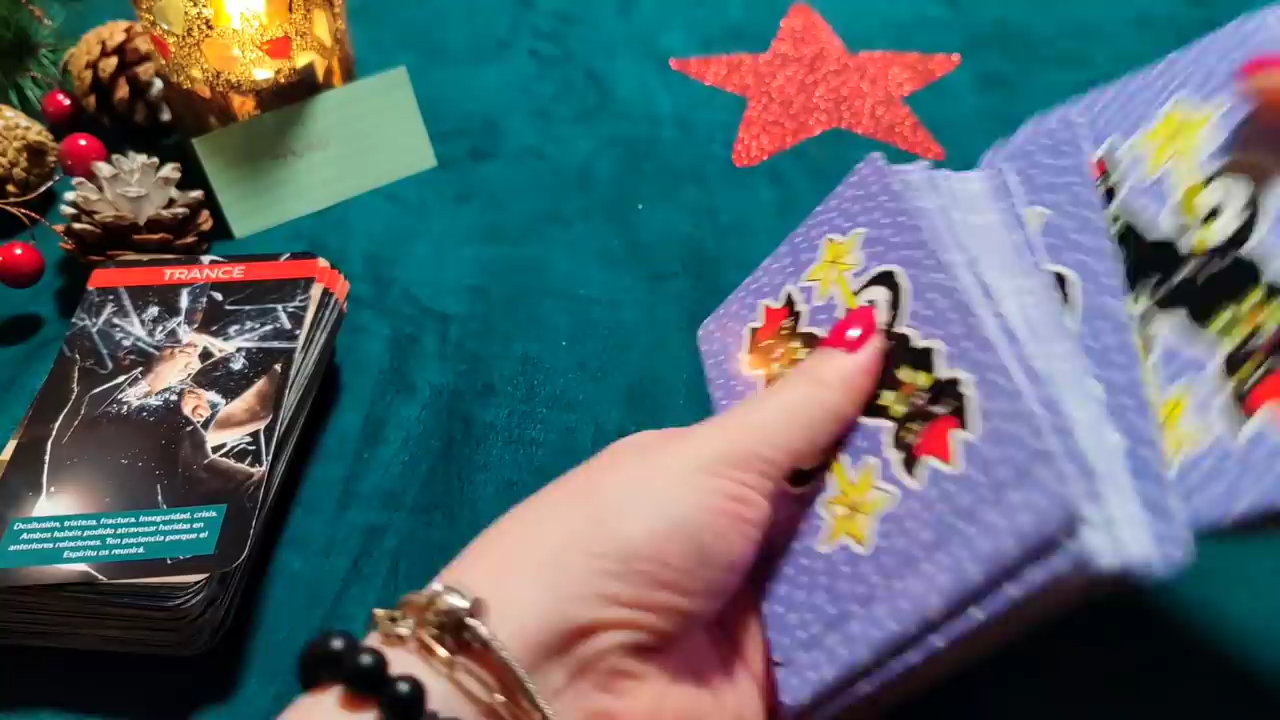 TRANCE
Desilusión, tristeza, fractura. Inseguridad, crisis.
Ambos habéis podido atravesar heridas en
anteriores relaciones. Ten paciencia porque el
Espíritu os reunirá.